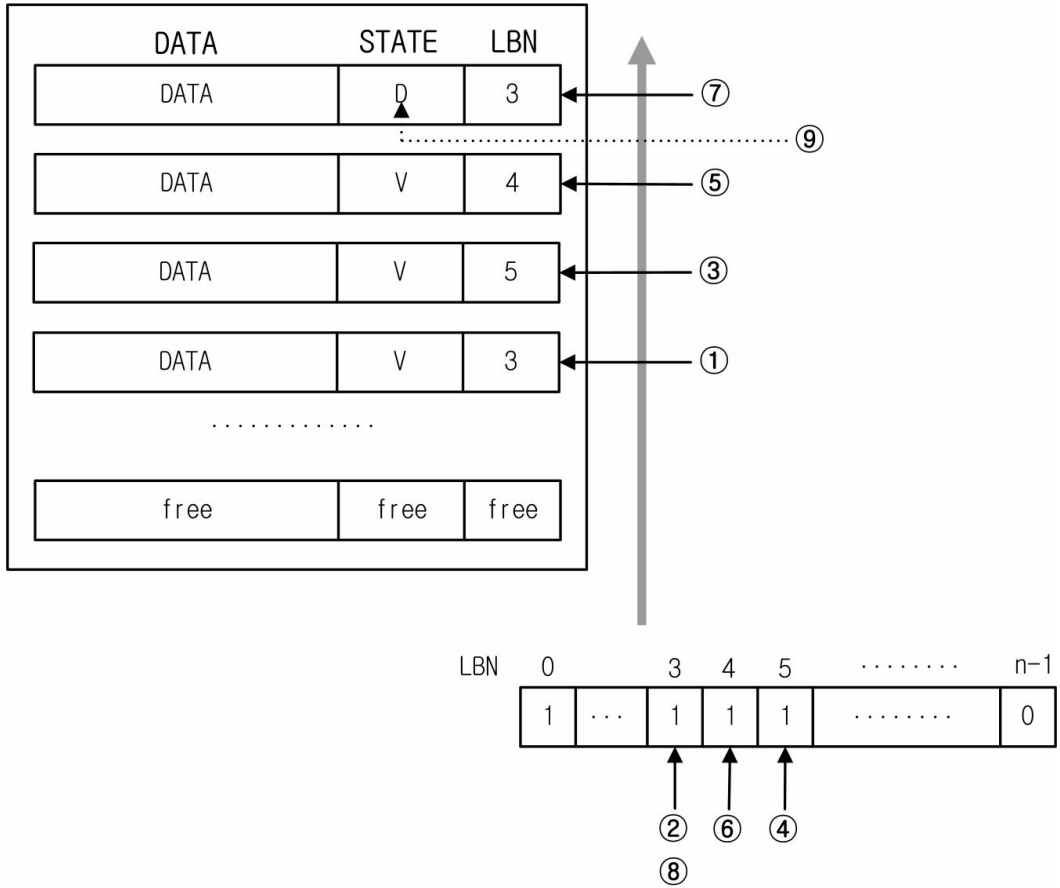 DATA STATE LBN
DATA D 3 ⑦
⑨
DATA V 4 ⑤
DATA V 5 ③
DATA V 3 ①
·············
free free free
LBN 0 3 4 5 ········ n-1
1 ··· 1 1 1 ········ 0
② ⑥ ④
⑧